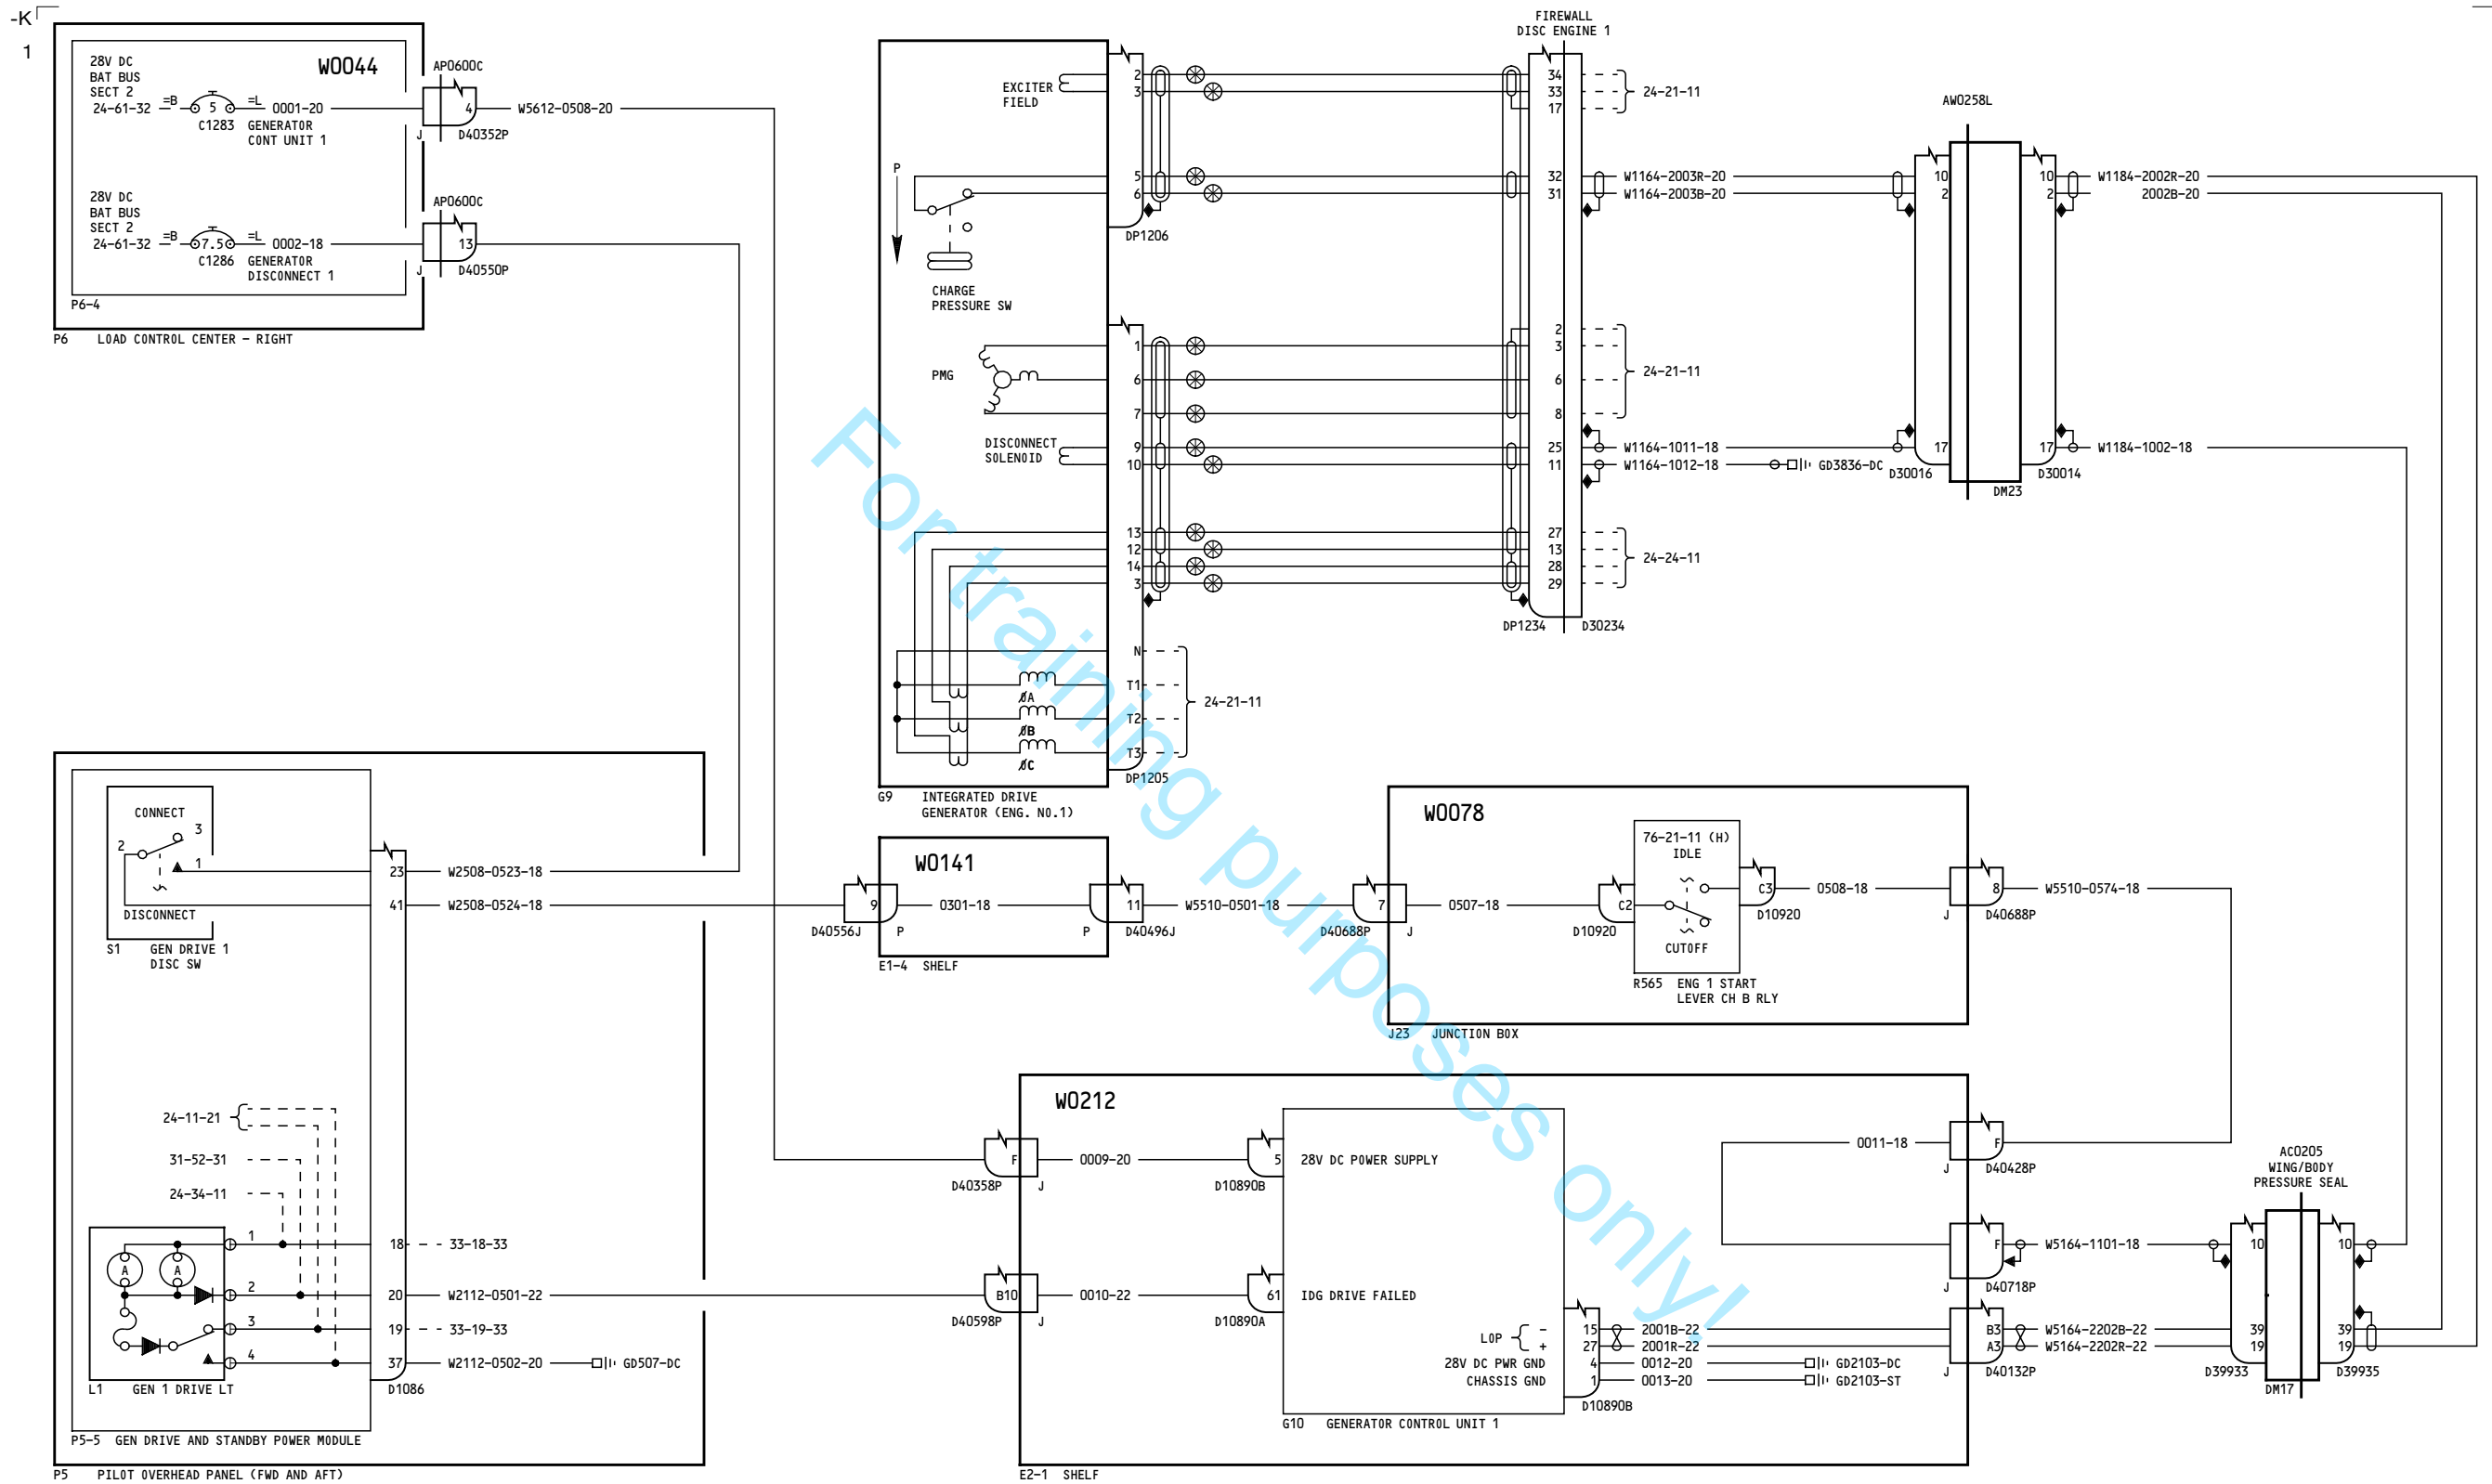 -K
1
28V DC
BAT BUS
SECT 2
24-61-32
=B
5
=L
0001-20
C1283
GENERATOR
CONT UNIT 1
W0044
AP0600C
4
J
D40352P
W5612-0508-20
28V DC
BAT BUS
SECT 2
24-61-32
=B
7.5
=L
0002-18
C1286
GENERATOR
DISCONNECT 1
AP0600C
13
J
D40550P
P6-4
P6 LOAD CONTROL CENTER - RIGHT
EXCITER
FIELD
P
CHARGE
PRESSURE SW
PMG
DISCONNECT
SOLENOID
2
3
5
6
DP1206
1
6
7
9
10
13
12
14
3
N
T1
T2
T3
ØA
ØB
ØC
DP1205
24-21-11
G9 INTEGRATED DRIVE
GENERATOR (ENG. NO.1)
FIREWALL
DISC ENGINE 1
34
33
17
24-21-11
32
31
W1164-2003R-20
W1164-2003B-20
2
3
6
8
24-21-11
25
11
W1164-1011-18
W1164-1012-18
GD3836-DC
27
13
28
29
24-24-11
DP1234
D30234
AW0258L
10
2
17
D30016
DM23
10
2
17
D30014
W1184-2002R-20
2002B-20
W1184-1002-18
CONNECT
3
2
1
DISCONNECT
S1 GEN DRIVE 1
DISC SW
23
41
W2508-0523-18
W2508-0524-18
24-11-21
31-52-31
24-34-11
A
A
1
2
3
4
L1 GEN 1 DRIVE LT
18
33-18-33
20
W2112-0501-22
19
33-19-33
37
W2112-0502-20
GD507-DC
D1086
P5-5 GEN DRIVE AND STANDBY POWER MODULE
P5 PILOT OVERHEAD PANEL (FWD AND AFT)
W0141
9
D40556J
P
0301-18
11
P
D40496J
E1-4 SHELF
W5510-0501-18
W0078
7
D40688P
J
0507-18
76-21-11 (H)
IDLE
C2
D10920
C3
D10920
CUTOFF
R565 ENG 1 START
LEVER CH B RLY
0508-18
8
J
D40688P
W5510-0574-18
J23 JUNCTION BOX
W0212
F
D40358P
J
0009-20
5
D10890B
28V DC POWER SUPPLY
B10
D40598P
J
0010-22
61
D10890A
IDG DRIVE FAILED
LOP
-
+
28V DC PWR GND
CHASSIS GND
15
27
4
1
D10890B
2001B-22
2001R-22
0012-20
GD2103-DC
0013-20
GD2103-ST
G10 GENERATOR CONTROL UNIT 1
E2-1 SHELF
0011-18
F
J
D40428P
F
J
D40718P
W5164-1101-18
B3
A3
J
D40132P
W5164-2202B-22
W5164-2202R-22
AC0205
WING/BODY
PRESSURE SEAL
10
39
19
D39933
DM17
10
39
19
D39935
For training purposes only!